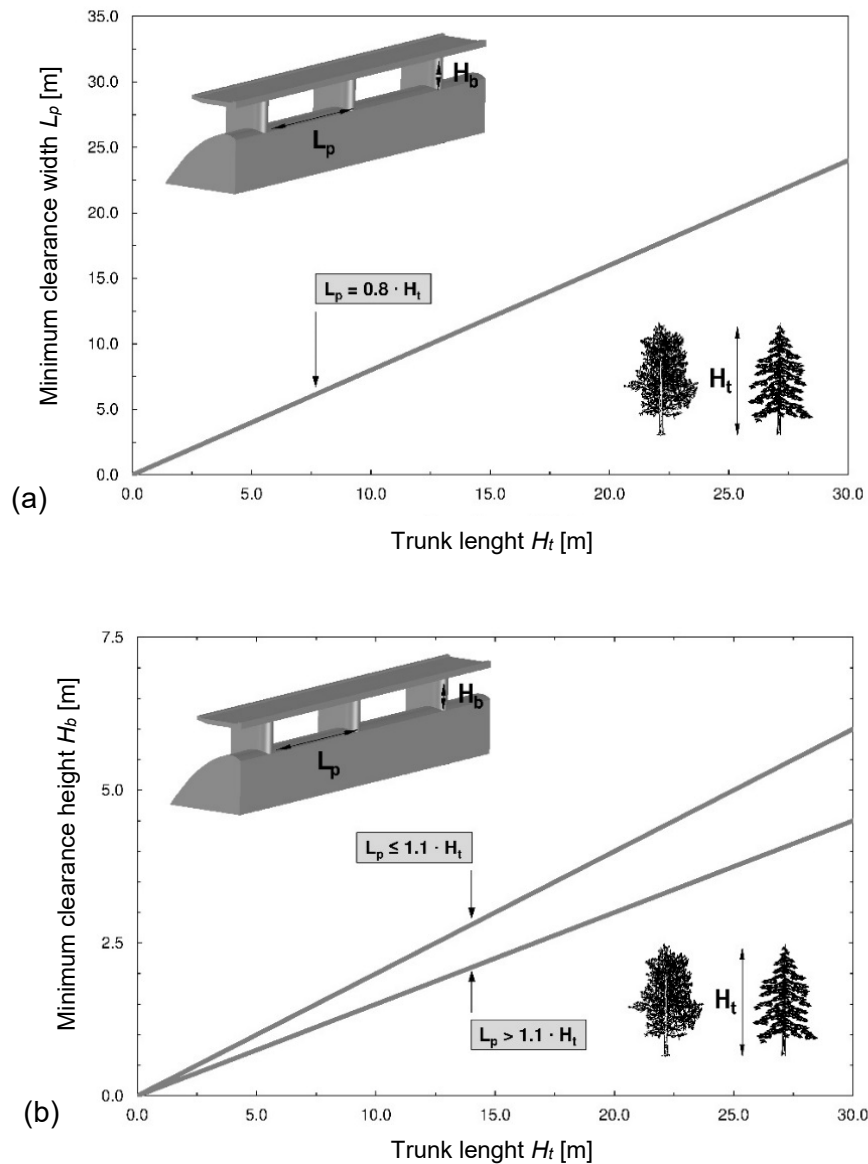 35.0
30.0
25.0
20.0
15.0
10.0
5.0
0.0
Minimum clearance width Lp [m]
Hb
Lp
Lp = 0.8 · Ht
Ht
0.0 5.0 10.0 15.0 20.0 25.0 30.0
(a)
Trunk lenght Ht [m]
7.5
5.0
2.5
0.0
Minimum clearance height Hb [m]
Hb
Lp
Lp ≤ 1.1 · Ht
Lp > 1.1 · Ht
Ht
(b)
0.0 5.0 10.0 15.0 20.0 25.0 30.0
Trunk lenght Ht [m]